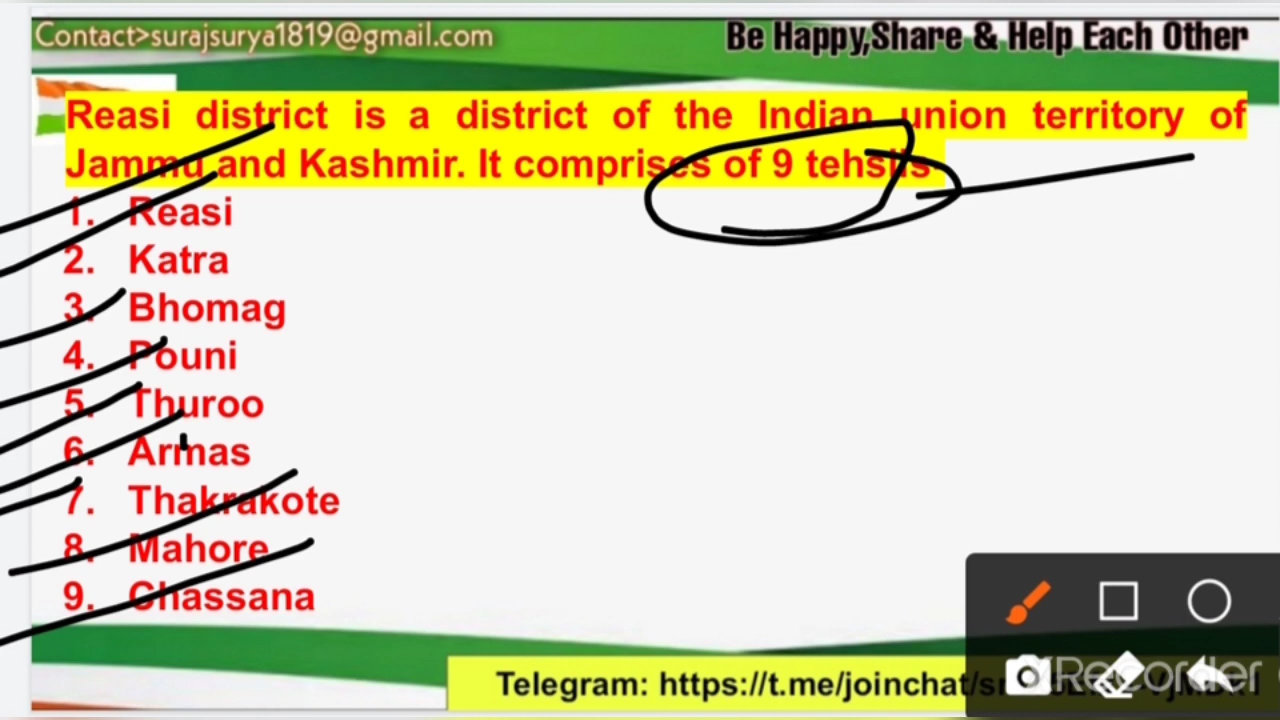 Contact>surajsurya1819@gmail.com
Be Happy,Share & Help Each Other
Reasi district is a district of the Indian union territory of
Jammu and Kashmir. It comprises of 9 tehsils
1. Reasi
2. Katra
3. Bhomag
4. Pouni
5. Thuroo
6. Armas
7. Thakrakote
8. Mahore
9. Chassana
Telegram: https://t.me/joinchat/
XRecorder